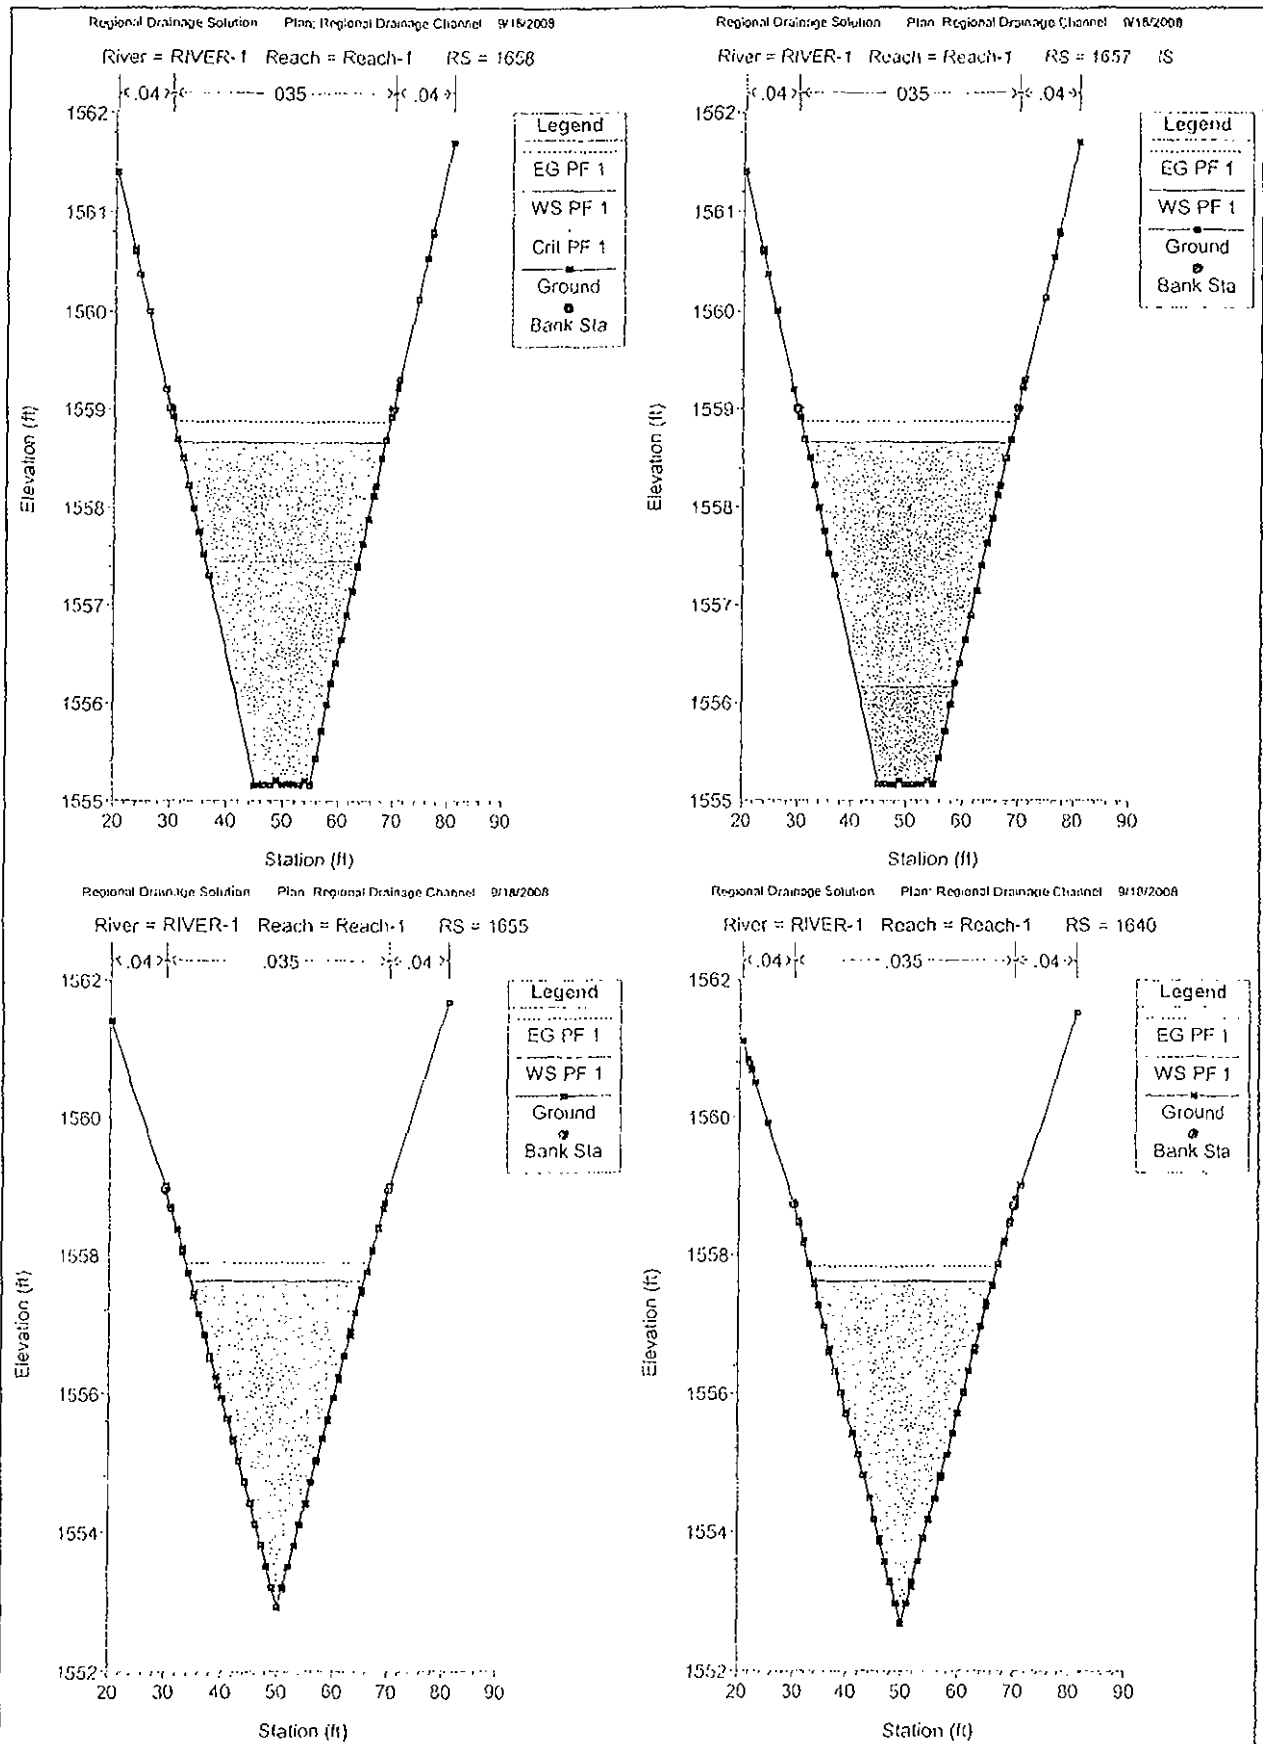 Regional Drainage Solution Plan: Regional Drainage Channel 9/18/2008
River = RIVER-1 Reach = Reach-1 RS = 1658
.04 .035 .04
Legend
EG PF 1
WS PF 1
Crit PF 1
Ground
Bank Sta
1562
1561
1560
1559
1558
1557
1556
1555
Elevation (ft)
20 30 40 50 60 70 80 90
Station (ft)
Regional Drainage Solution Plan: Regional Drainage Channel 9/18/2008
River = RIVER-1 Reach = Reach-1 RS = 1657 IS
.04 .035 .04
Legend
EG PF 1
WS PF 1
Ground
Bank Sta
1562
1561
1560
1559
1558
1557
1556
1555
Elevation (ft)
20 30 40 50 60 70 80 90
Station (ft)
Regional Drainage Solution Plan: Regional Drainage Channel 9/18/2008
River = RIVER-1 Reach = Reach-1 RS = 1655
.04 .035 .04
Legend
EG PF 1
WS PF 1
Ground
Bank Sta
1562
1560
1558
1556
1554
1552
Elevation (ft)
20 30 40 50 60 70 80 90
Station (ft)
Regional Drainage Solution Plan: Regional Drainage Channel 9/18/2008
River = RIVER-1 Reach = Reach-1 RS = 1640
.04 .035 .04
Legend
EG PF 1
WS PF 1
Ground
Bank Sta
1562
1560
1558
1556
1554
1552
Elevation (ft)
20 30 40 50 60 70 80 90
Station (ft)